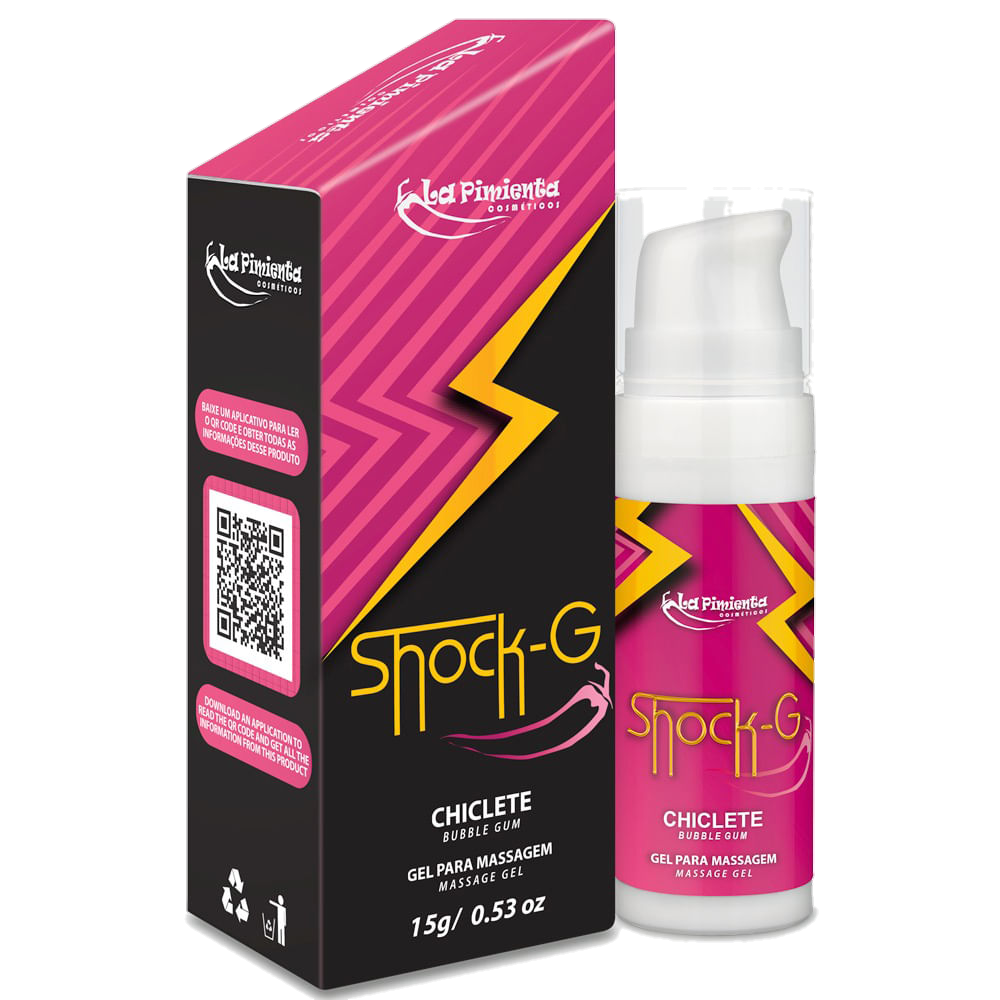 La Pimienta
COSMÉTICOS
La Pimienta
COSMÉTICOS
La Pimienta
COSMÉTICOS
BAIXE UM APLICATIVO PARA LER
O QR CODE E OBTER TODAS AS
INFORMAÇÕES DESSE PRODUTO
DOWNLOAD AN APPLICATION TO
READ THE QR CODE AND GET ALL THE
INFORMATION FROM THIS PRODUCT
Shock-G
CHICLETE
BUBBLE GUM
GEL PARA MASSAGEM
MASSAGE GEL
15g/ 0.53 oz
La Pimienta
COSMÉTICOS
Shock-G
CHICLETE
BUBBLE GUM
GEL PARA MASSAGEM
MASSAGE GEL